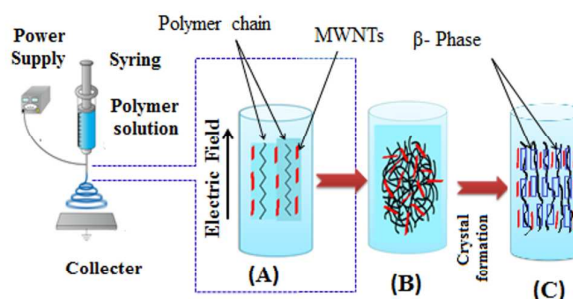 Power
Supply
Syring
Polymer
solution
Collecter
Polymer chain
MWNTs
β- Phase
Electric Field
(A)
(B)
Crystal
formation
(C)